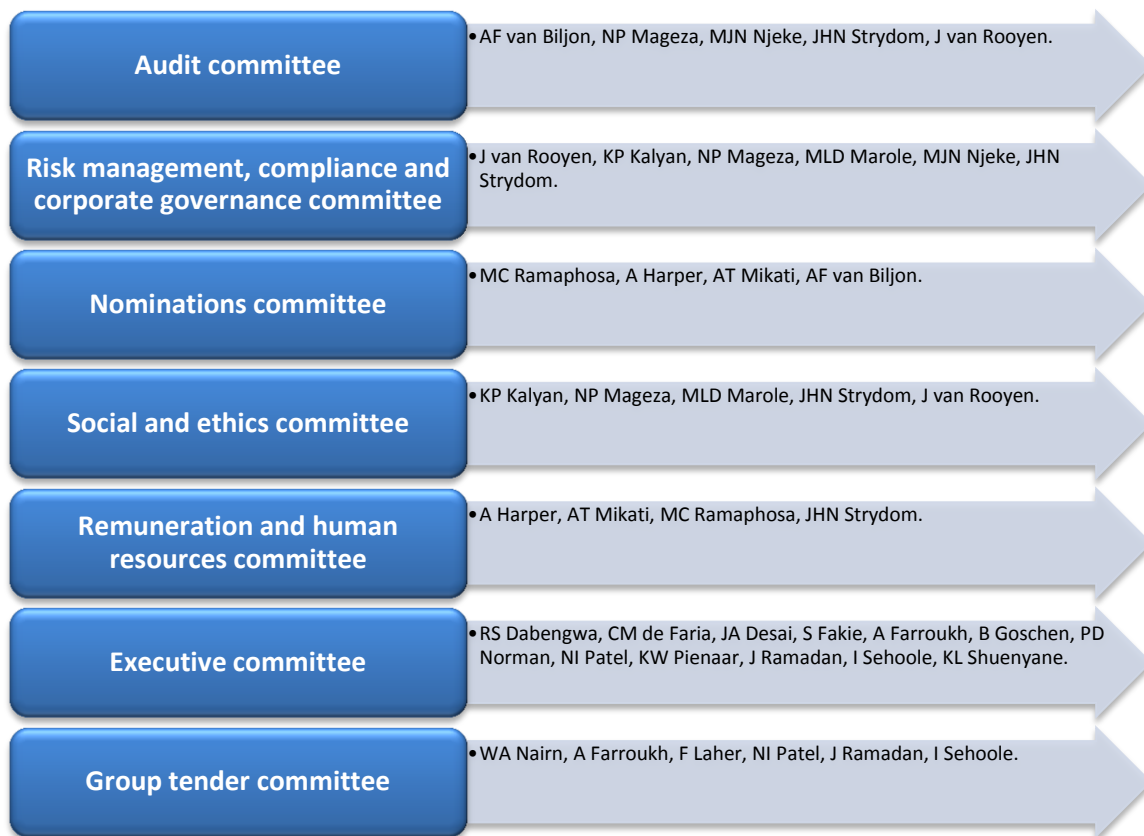 Audit committee
•AF van Biljon, NP Mageza, MJN Njeke, JHN Strydom, J van Rooyen.
Risk management, compliance and
corporate governance committee
•J van Rooyen, KP Kalyan, NP Mageza, MLD Marole, MJN Njeke, JHN
Strydom.
Nominations committee
•MC Ramaphosa, A Harper, AT Mikati, AF van Biljon.
Social and ethics committee
•KP Kalyan, NP Mageza, MLD Marole, JHN Strydom, J van Rooyen.
Remuneration and human
resources committee
•A Harper, AT Mikati, MC Ramaphosa, JHN Strydom.
Executive committee
•RS Dabengwa, CM de Faria, JA Desai, S Fakie, A Farroukh, B Goschen, PD
Norman, NI Patel, KW Pienaar, J Ramadan, I Sehoole, KL Shuenyane.
Group tender committee
•WA Nairn, A Farroukh, F Laher, NI Patel, J Ramadan, I Sehoole.